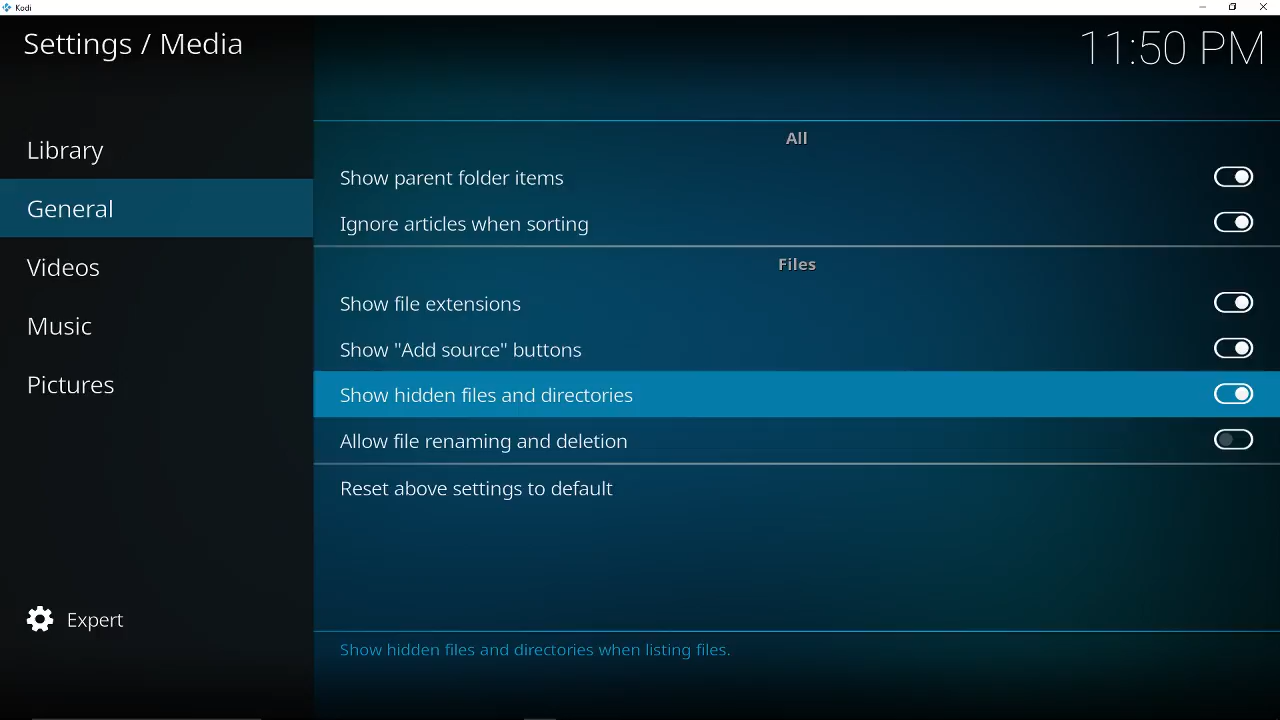 Kodi
Settings / Media
11:50 PM
Library
General
Videos
Music
Pictures
Expert
All
Show parent folder items
Ignore articles when sorting
Files
Show file extensions
Show "Add source" buttons
Show hidden files and directories
Allow file renaming and deletion
Reset above settings to default
Show hidden files and directories when listing files.